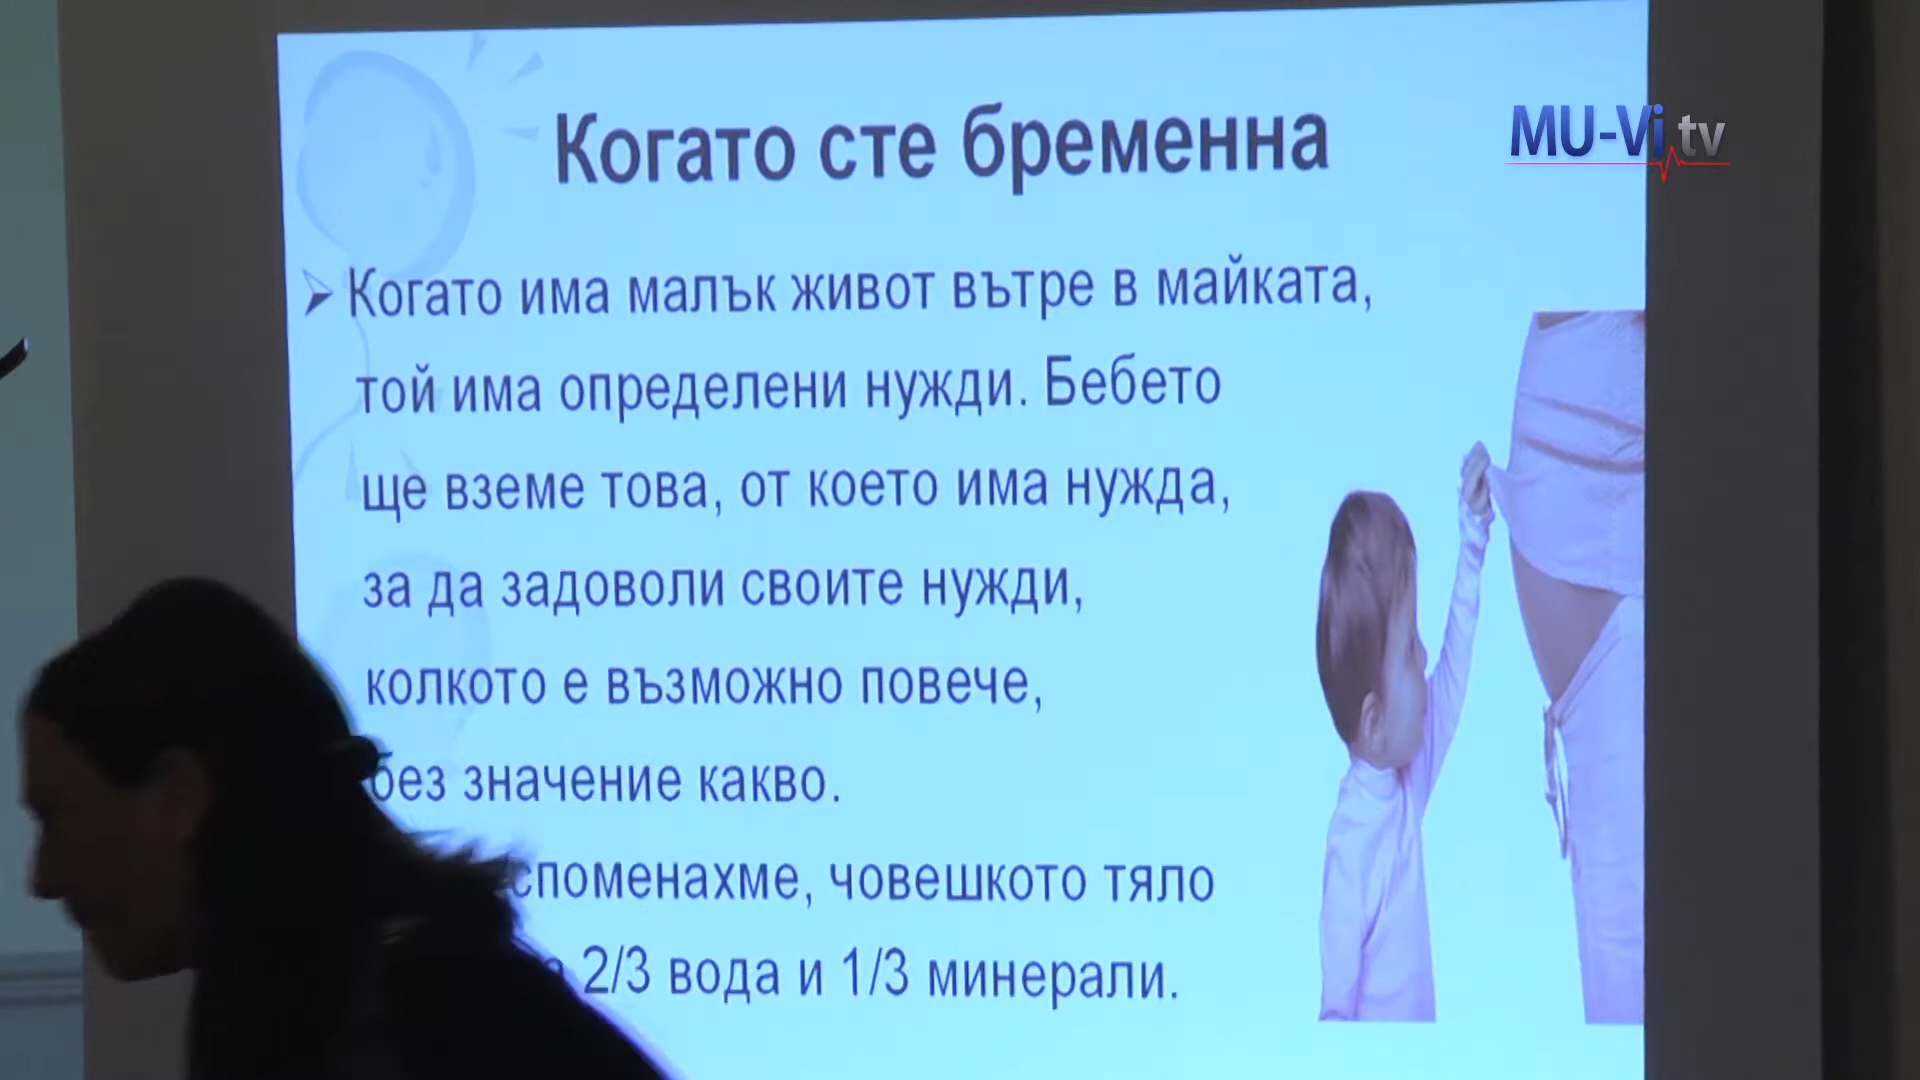 Когато сте бременна
MU-Vi.tv
Когато има малък живот вътре в майката,
той има определени нужди. Бебето
ще вземе това, от което има нужда,
за да задоволи своите нужди,
колкото е възможно повече,
без значение какво.
споменахме, човешкото тяло
2/3 вода и 1/3 минерали.